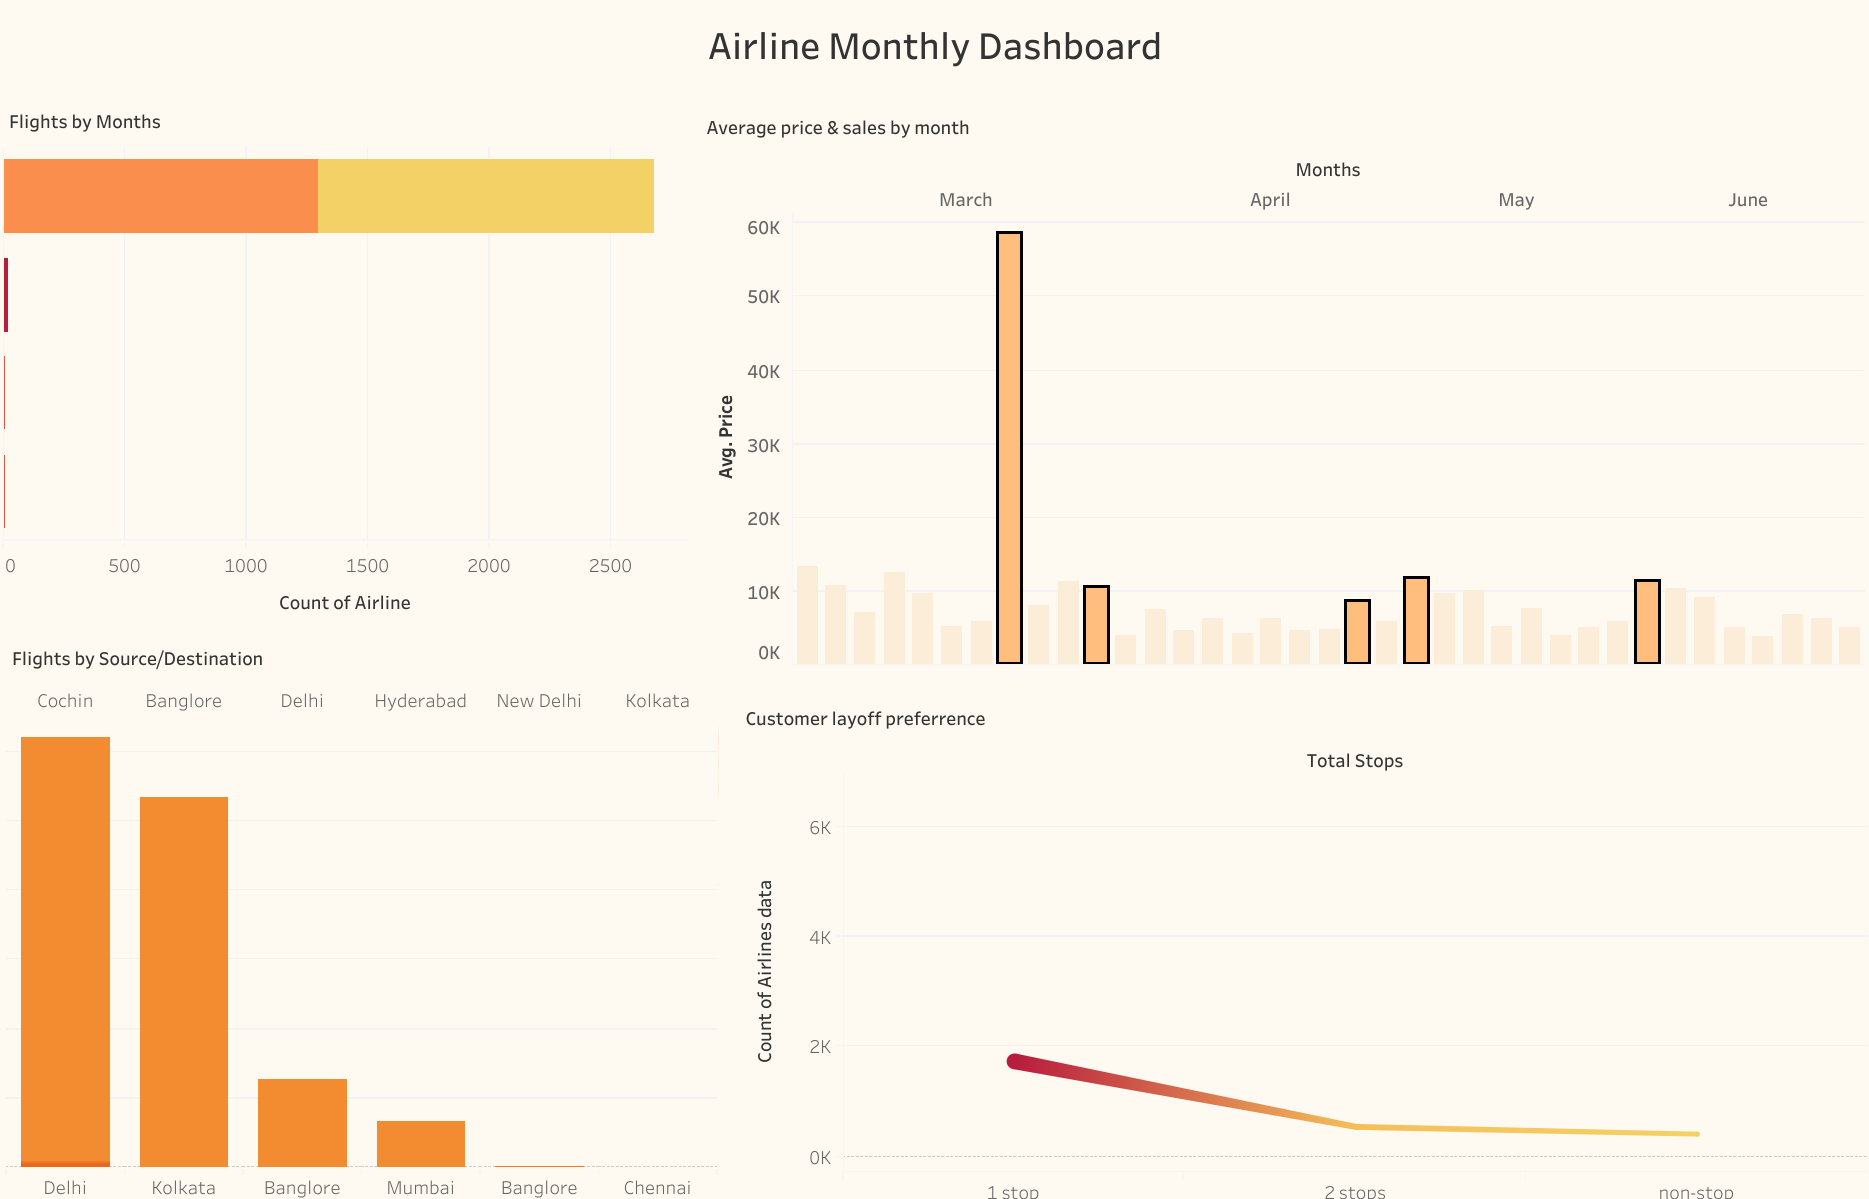 Airline Monthly Dashboard
Flights by Months
0 500 1000 1500 2000 2500
Count of Airline
Average price & sales by month
Months
March April May June
60K
50K
40K
30K
20K
10K
0K
Avg. Price
Flights by Source/Destination
Cochin Banglore Delhi Hyderabad New Delhi Kolkata
Delhi Kolkata Banglore Mumbai Banglore Chennai
Customer layoff preferrence
Total Stops
6K
4K
2K
0K
Count of Airlines data
1 stop 2 stops non-stop